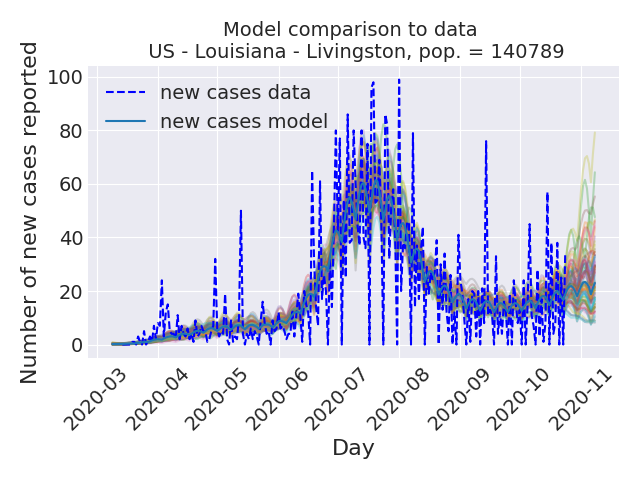 Model comparison to data
US - Louisiana - Livingston, pop. = 140789
Number of new cases reported
100
80
60
40
20
0
new cases data
new cases model
2020-03
2020-04
2020-05
2020-06
2020-07
2020-08
2020-09
2020-10
2020-11
Day